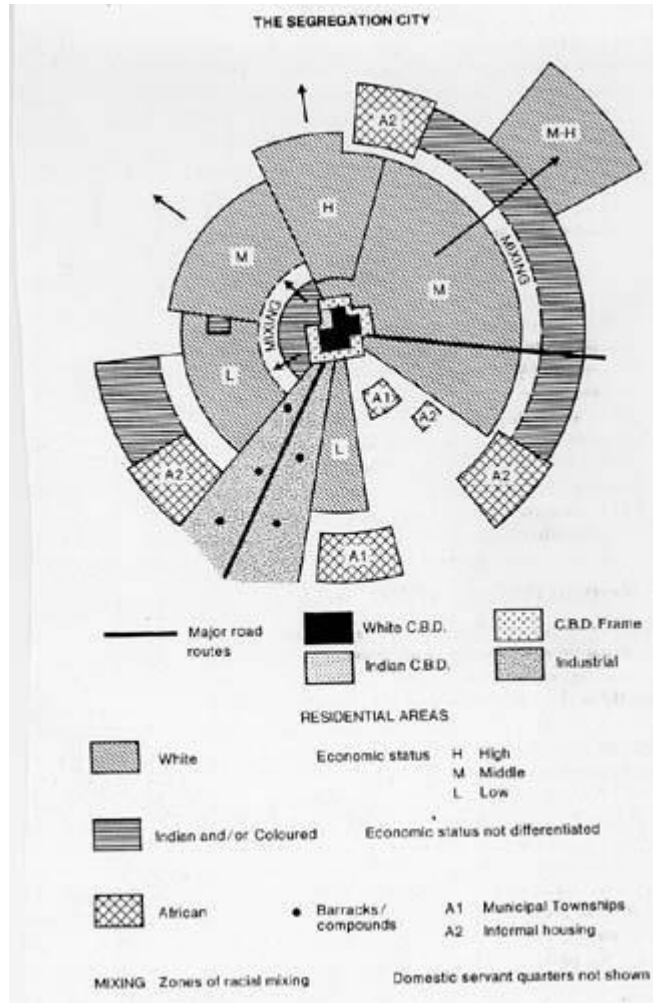 THE SEGREGATION CITY
A2
M-H
H
M
MIXING
M
MIXING
L
A1
A2
L
A2
A2
A1
Major road routes
White C.B.D.
C.B.D. Frame
Indian C.B.D.
Industrial
RESIDENTIAL AREAS
White
Economic status
H High
M Middle
L Low
Indian and/or Coloured
Economic status not differentiated
African
Barracks/ compounds
A1 Municipal Townships
A2 Informal housing
MIXING Zones of racial mixing
Domestic servant quarters not shown